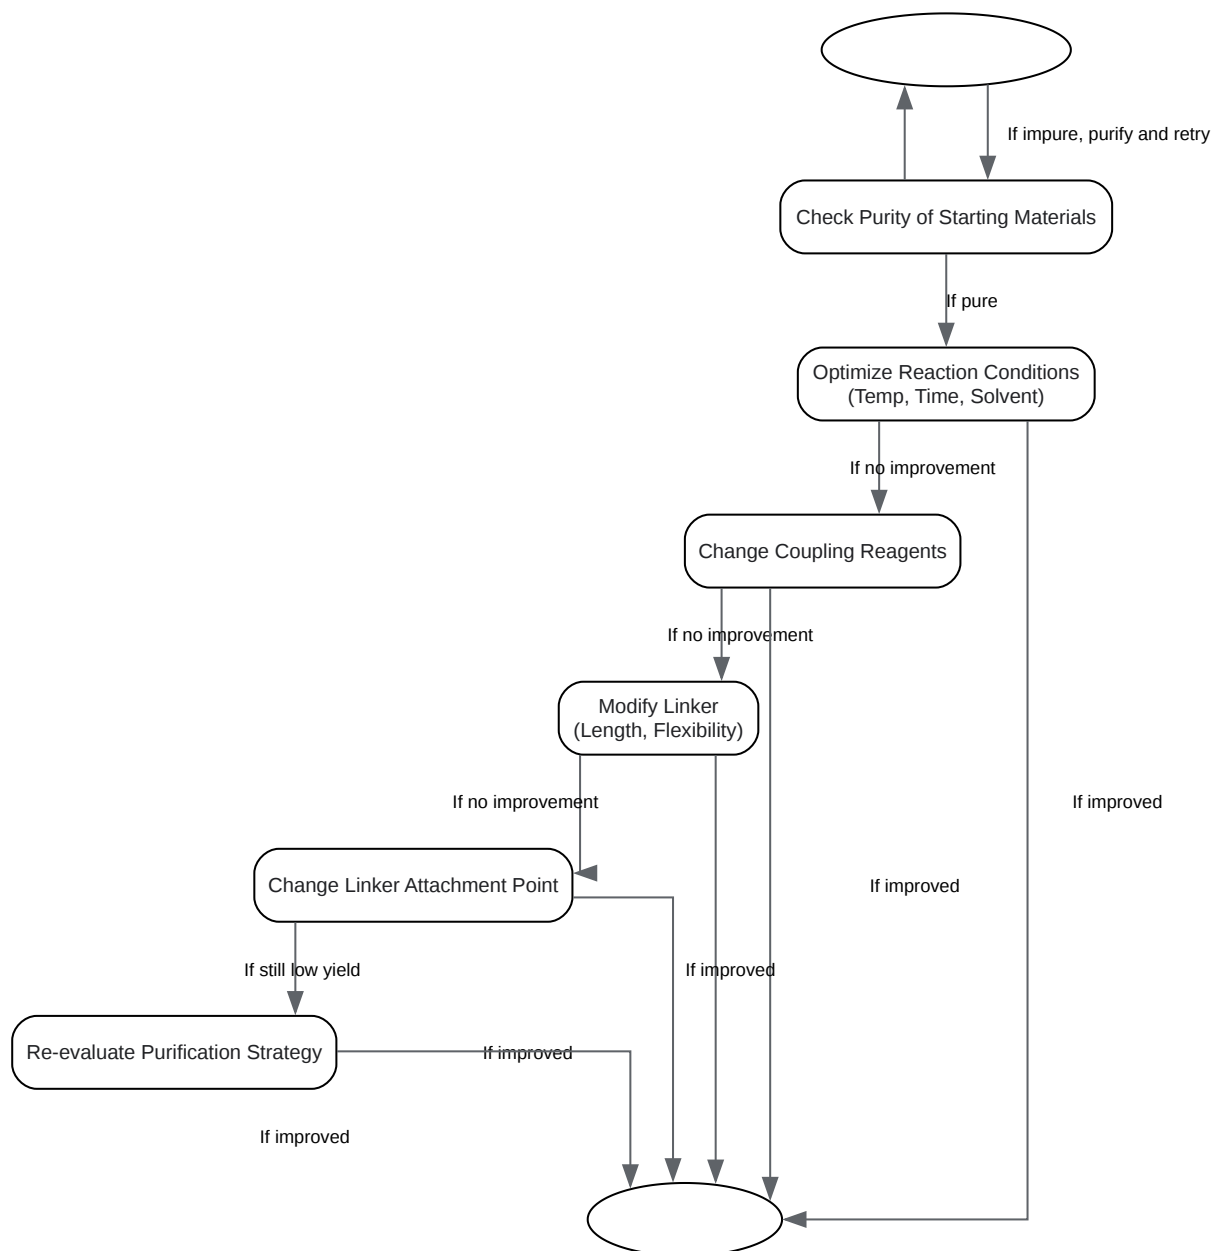 If impure, purify and retry
Check Purity of Starting Materials
If pure
Optimize Reaction Conditions
(Temp, Time, Solvent)
If no improvement
Change Coupling Reagents
If no improvement
Modify Linker
(Length, Flexibility)
If no improvement
If improved
Change Linker Attachment Point
If improved
If still low yield
If improved
Re-evaluate Purification Strategy
If improved
If improved